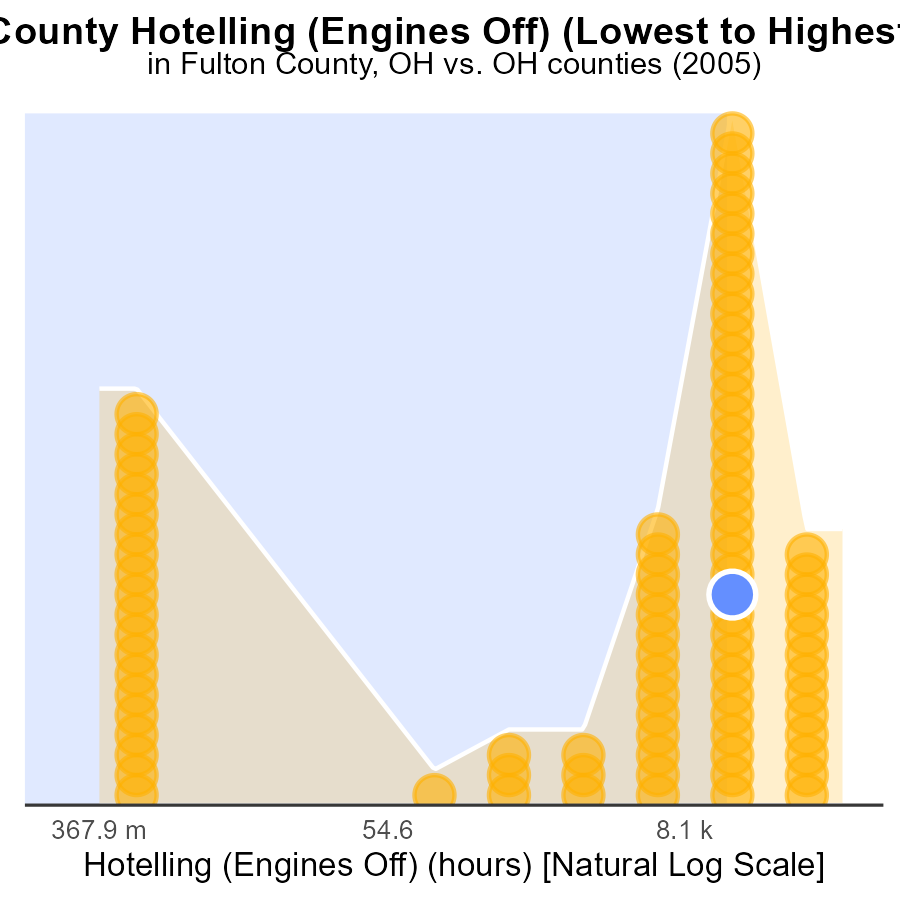 County Hotelling (Engines Off) (Lowest to Highest
in Fulton County, OH vs. OH counties (2005)
367.9 m 54.6 8.1 k
Hotelling (Engines Off) (hours) [Natural Log Scale]